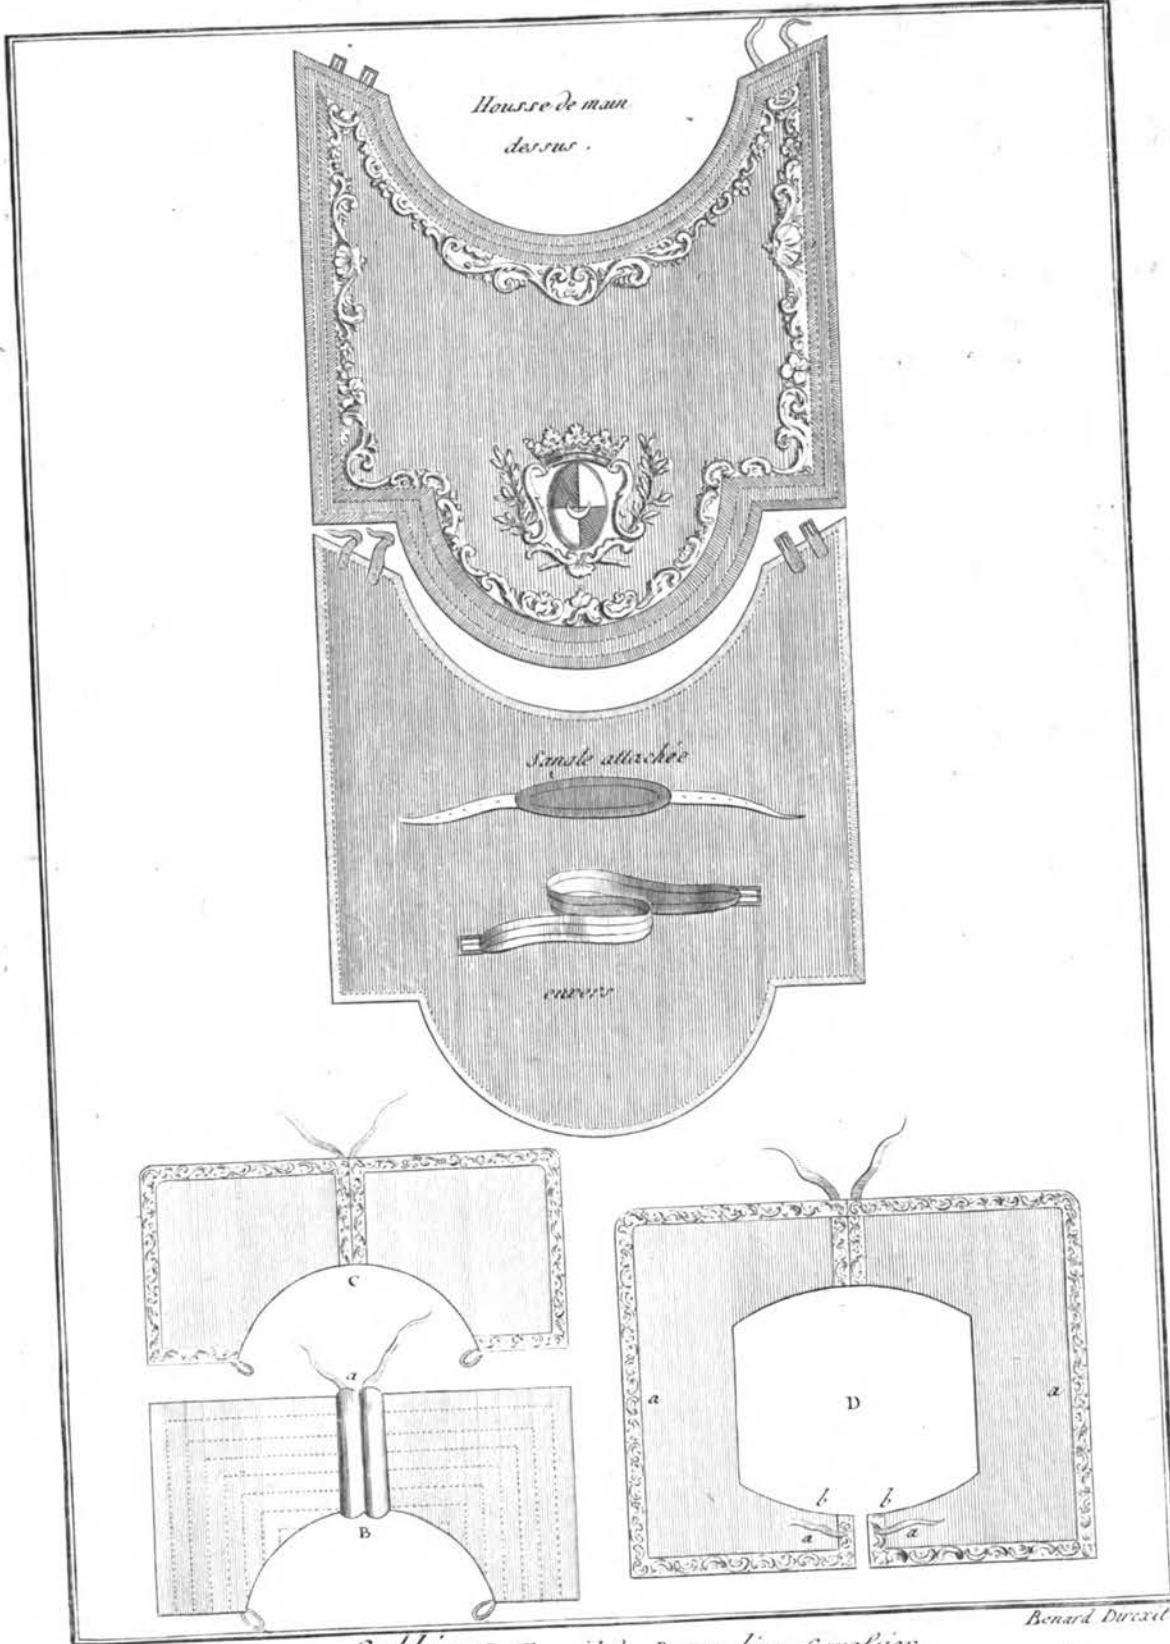 Housse de main
dessus.
Sangle attachée
envers
C
a
B
a
D
a
b b
a a
Benard Direxit